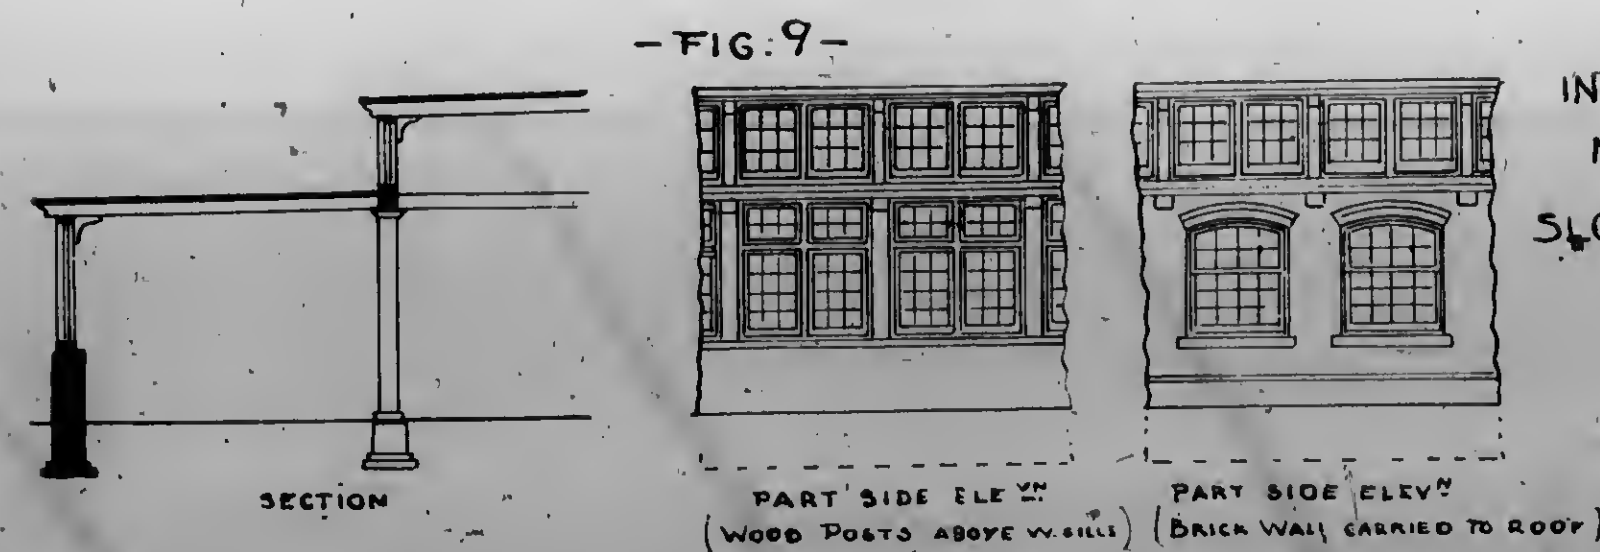 – FIG: 9 –
IN
SLO
SECTION
PART SIDE ELEVN
(WOOD POSTS ABOVE W. SILLS)
PART SIDE ELEVN
(BRICK WALL CARRIED TO ROOF)